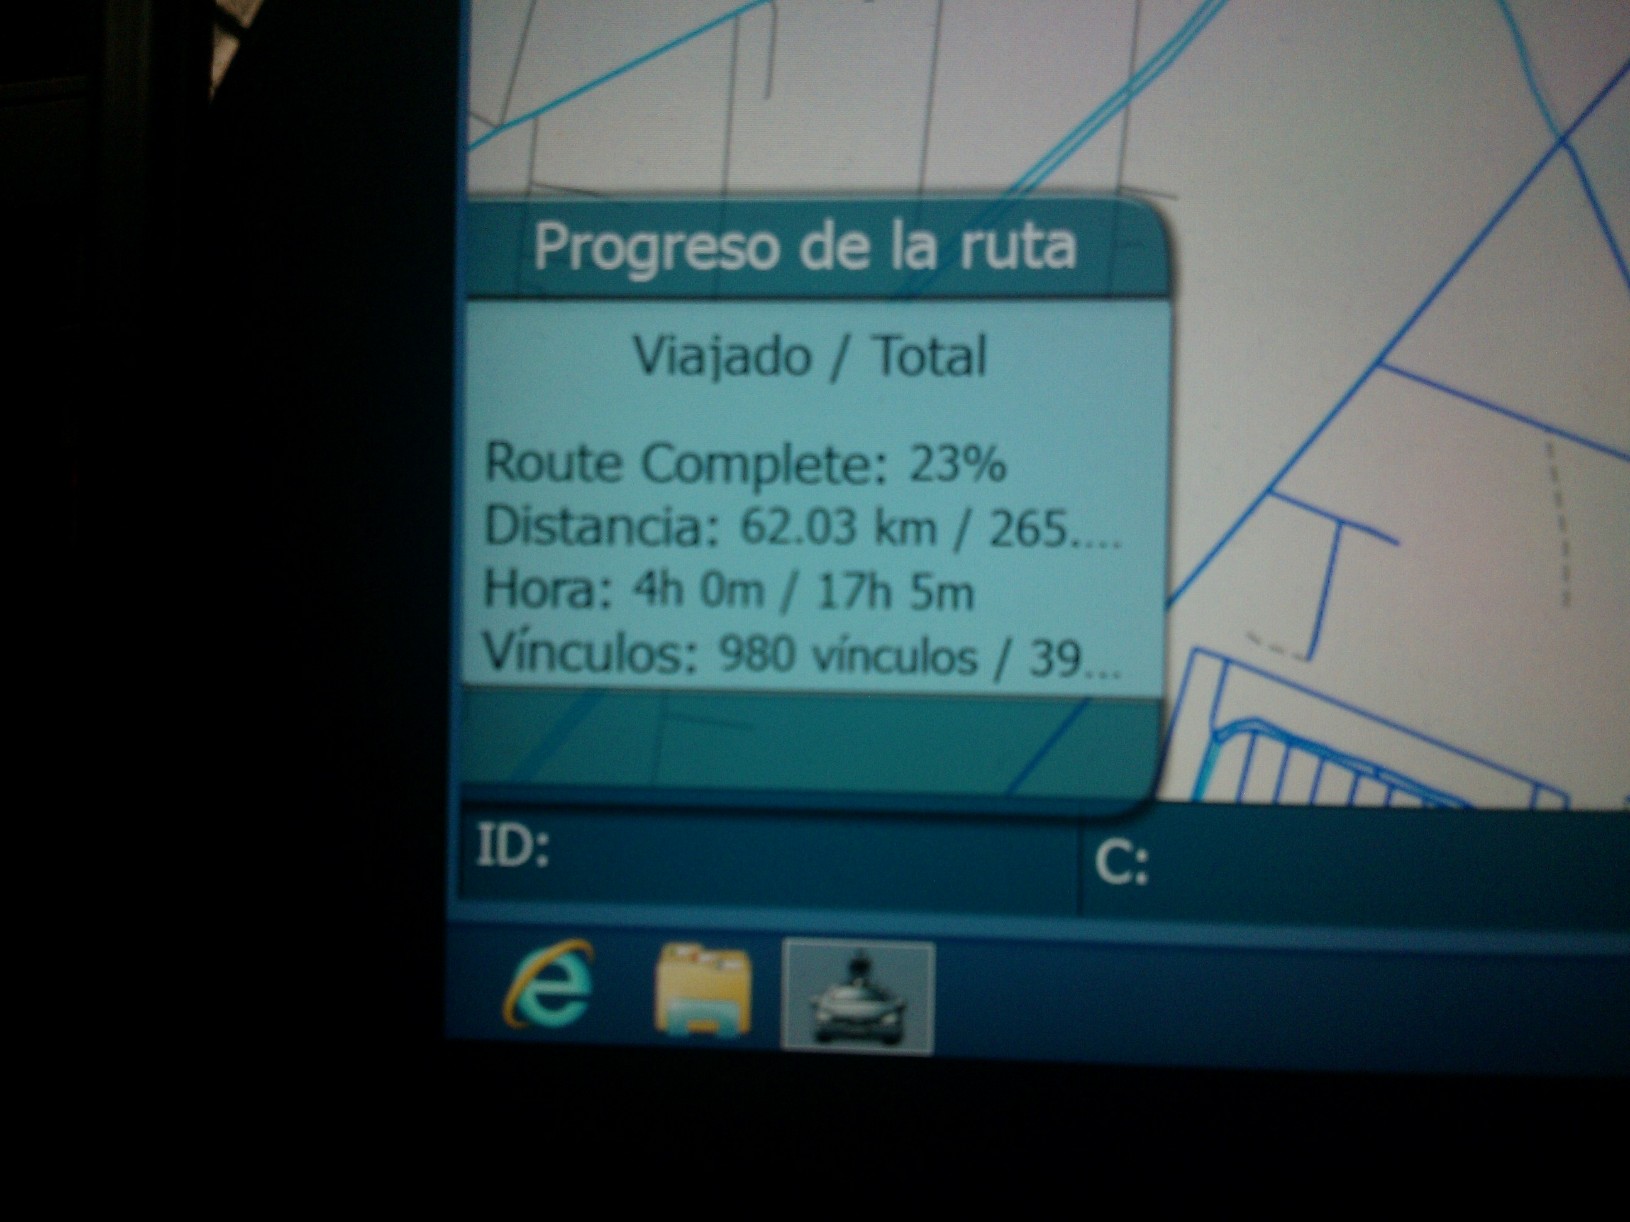 Progreso de la ruta
Viajado / Total
Route Complete: 23%
Distancia: 62.03 km / 265....
Hora: 4h 0m / 17h 5m
Vínculos: 980 vínculos / 39...
ID:
C: